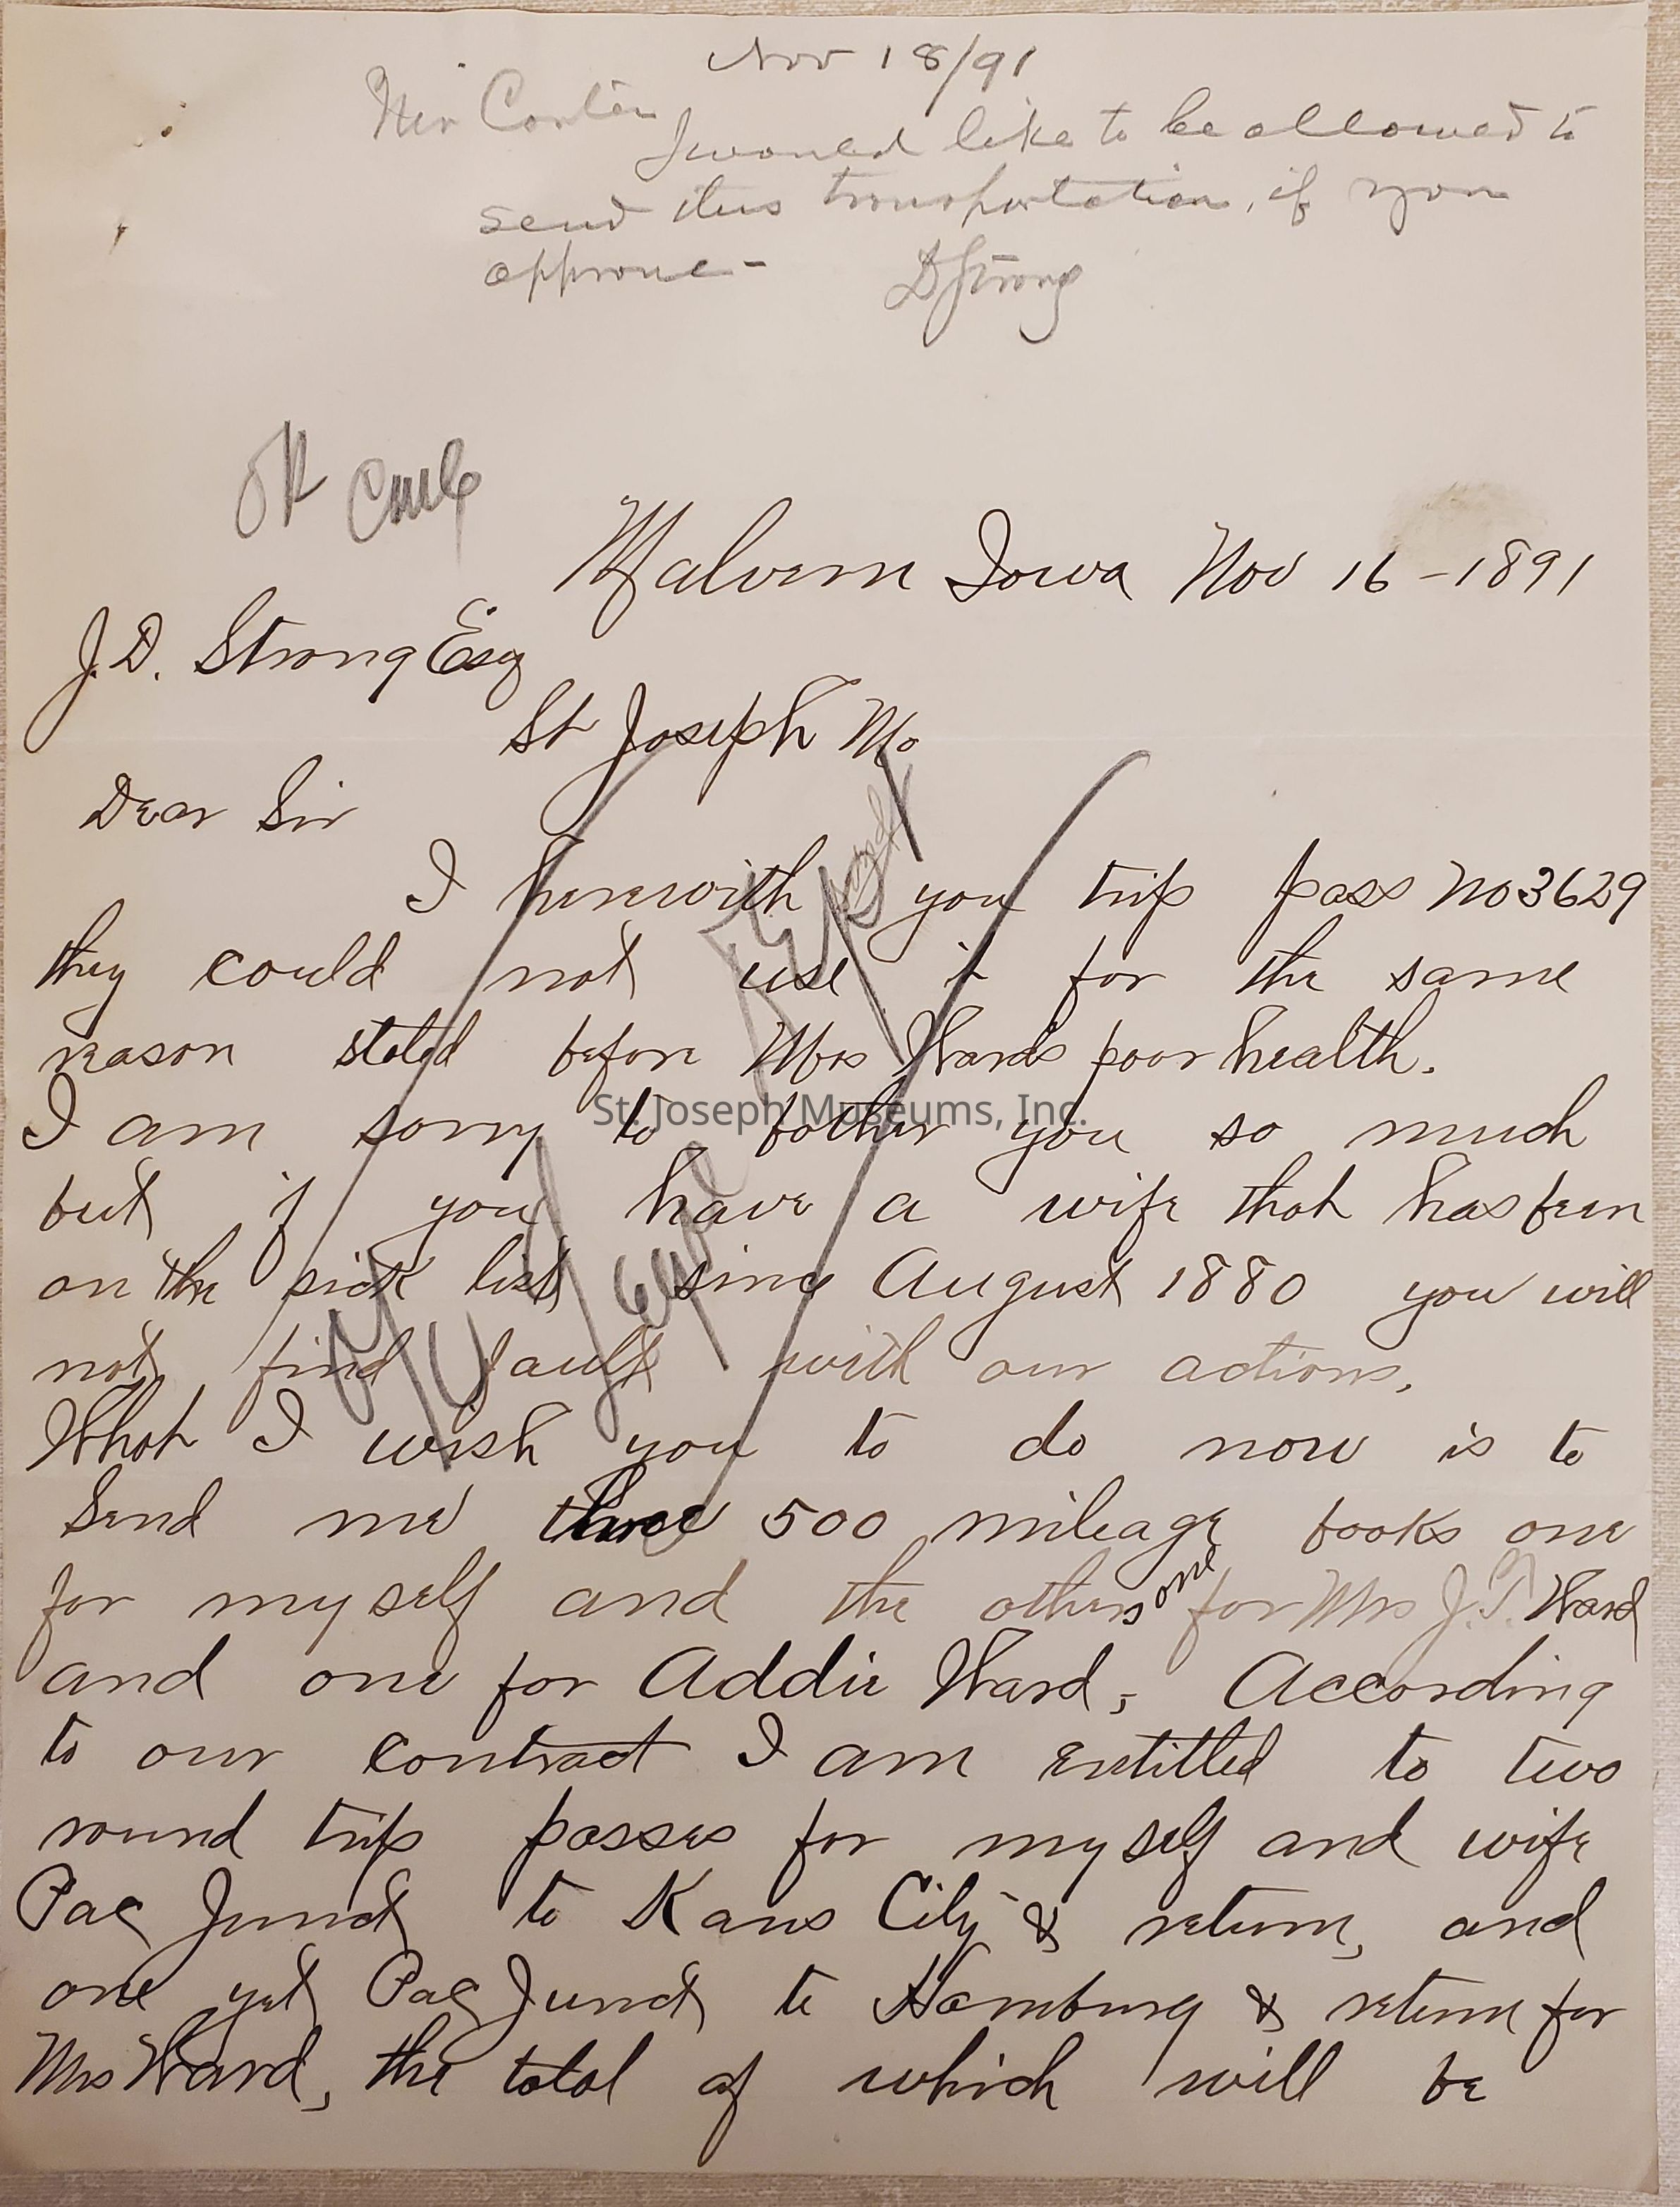 Nov 18/91
Mr Carter
I would like to be allowed to
send this transportation, if you
approve -     D Strong
OK
Malvern Iowa Nov 16 - 1891
J.D. Strong Esq
St Joseph Mo
Dear Sir
I herewith you trip pass No 3629
they could not use it for the same
reason stated before Mrs Wards poor health.
I am sorry to bother you so much
St. Joseph Museums, Inc.
but if you have a wife that has been
on the sick list since August 1880 you will
not find fault with our actions.
What I wish you to do now is to
Send me three 500 mileage books one
for myself and the others one for Mrs J.T. Ward
and one for Addie Ward, According
to our contract I am entitled to two
round trip passes for myself and wife
Pac Junct to Kans City & return, and
one yet Pac Junct to Hamburg & return for
Mrs Ward, the total of which will be